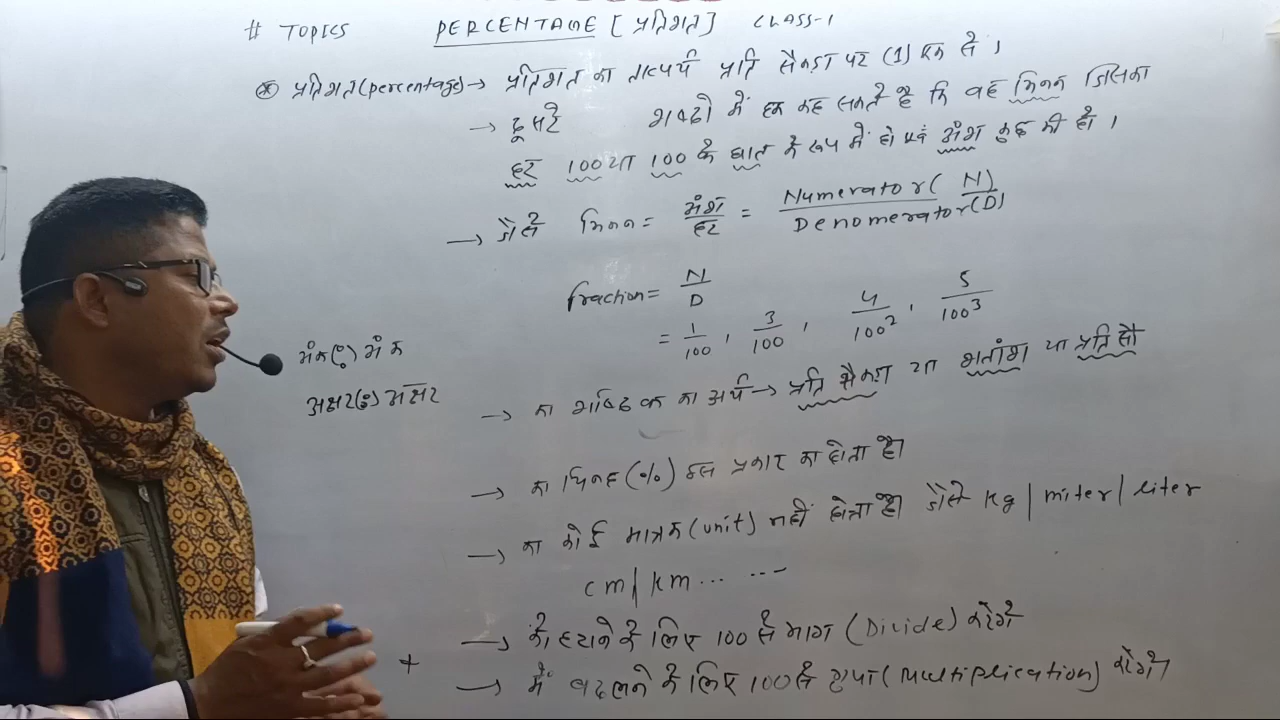 # TOPICS PERCENTAGE [प्रतिशत] CLASS-1
* प्रतिशत(percentage)→ प्रतिशत का तात्पर्य प्रति सैकड़ा पर (1) एक से।
→ दूसरे शब्दों में हम कह सकते है कि वह भिन्न जिसका
हर 100 या 100 के घात के रूप में हो एवं अंश कुछ भी हो।
→ जैसे भिन्न = अंश/हर = Numerator(N)/Denomerator(D)
fraction = N/D
= 1/100, 3/100, 4/100², 5/100³
अंक(%) अंक
अक्षर(%) अक्षर
→ का शाब्दिक का अर्थ → प्रति सैकड़ा या शतांश या प्रति सौ
→ का चिन्ह (%) इस प्रकार का होता है।
→ का कोई मात्रक (unit) नहीं होता है। जैसे kg/miter/liter
cm/km... ...
→ को हटाने के लिए 100 से भाग (Divide) करेंगे
+ → में बदलने के लिए 100 से गुणा (multiplication) करेंगे।